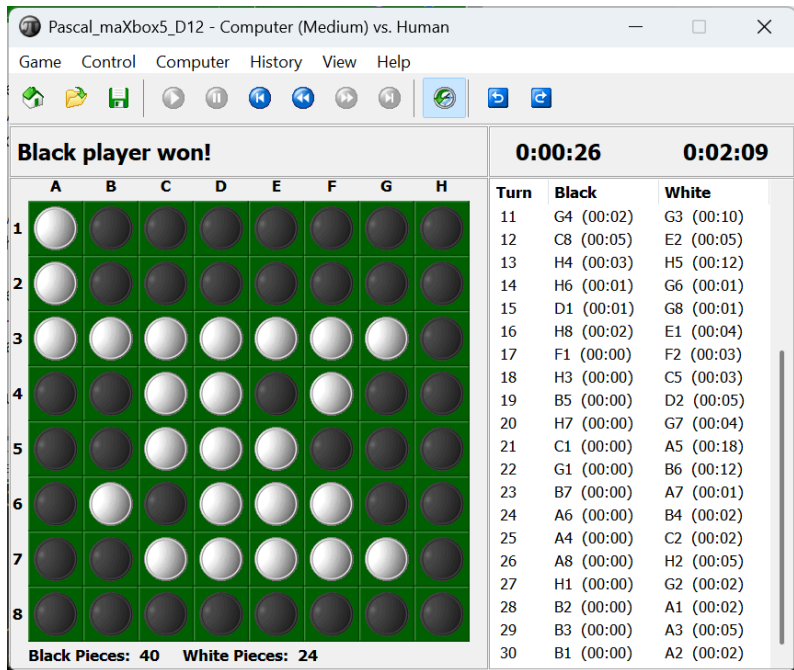 Pascal_maXbox5_D12 - Computer (Medium) vs. Human
Game Control Computer History View Help
Black player won! 0:00:26 0:02:09
A B C D E F G H
Turn Black White
11 G4 (00:02) G3 (00:10)
1
12 C8 (00:05) E2 (00:05)
13 H4 (00:03) H5 (00:12)
2
14 H6 (00:01) G6 (00:01)
15 D1 (00:01) G8 (00:01)
3
16 H8 (00:02) E1 (00:04)
17 F1 (00:00) F2 (00:03)
4
18 H3 (00:00) C5 (00:03)
19 B5 (00:00) D2 (00:05)
20 H7 (00:00) G7 (00:04)
5
21 C1 (00:00) A5 (00:18)
22 G1 (00:00) B6 (00:12)
6
23 B7 (00:00) A7 (00:01)
24 A6 (00:00) B4 (00:02)
25 A4 (00:00) C2 (00:02)
7
26 A8 (00:00) H2 (00:05)
27 H1 (00:00) G2 (00:02)
8
28 B2 (00:00) A1 (00:02)
29 B3 (00:00) A3 (00:05)
30 B1 (00:00) A2 (00:02)
Black Pieces: 40 White Pieces: 24